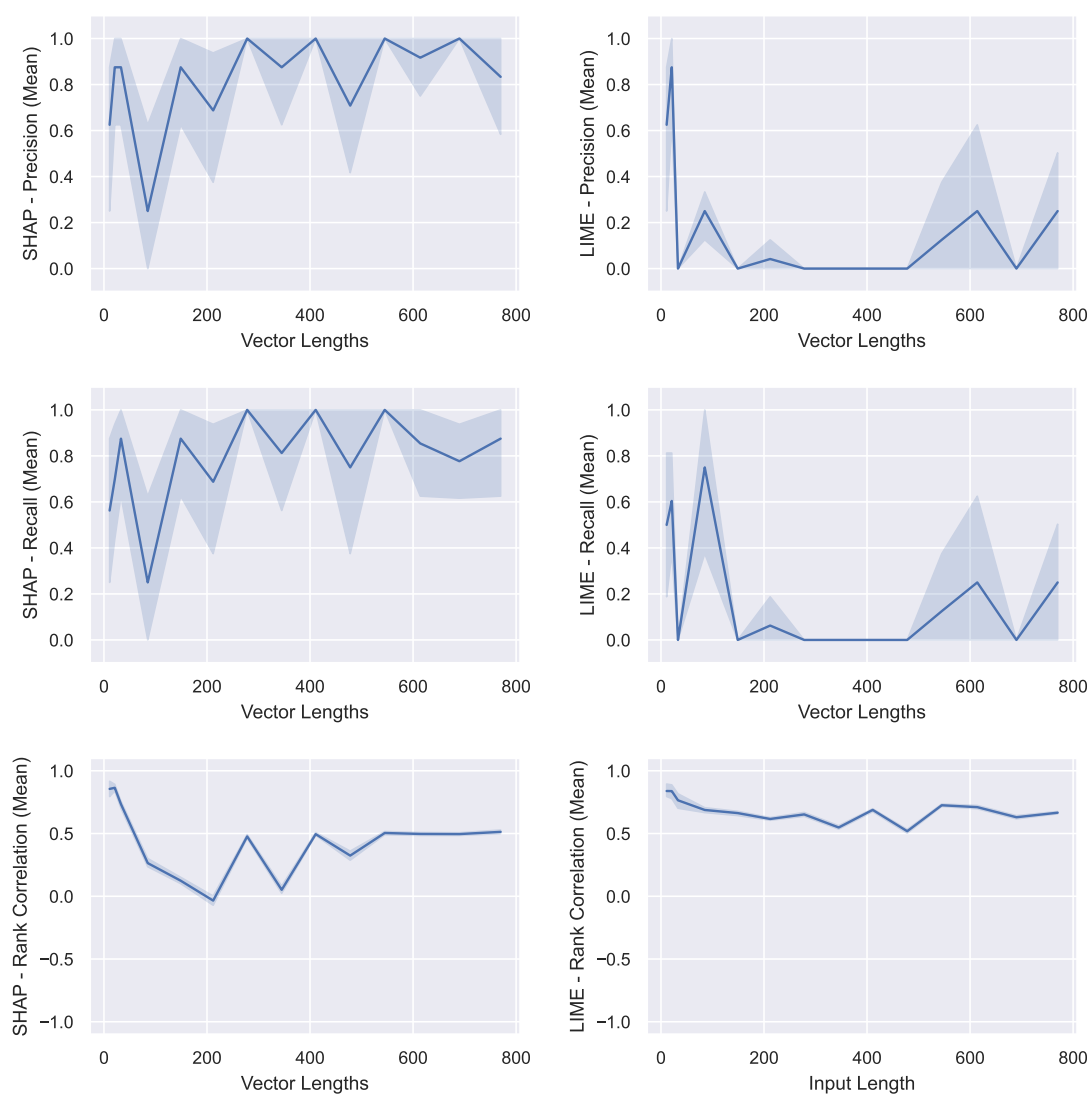 SHAP - Precision (Mean)
1.0
0.8
0.6
0.4
0.2
0.0
0 200 400 600 800
Vector Lengths
LIME - Precision (Mean)
1.0
0.8
0.6
0.4
0.2
0.0
0 200 400 600 800
Vector Lengths
SHAP - Recall (Mean)
1.0
0.8
0.6
0.4
0.2
0.0
0 200 400 600 800
Vector Lengths
LIME - Recall (Mean)
1.0
0.8
0.6
0.4
0.2
0.0
0 200 400 600 800
Vector Lengths
SHAP - Rank Correlation (Mean)
1.0
0.5
0.0
−0.5
−1.0
0 200 400 600 800
Vector Lengths
LIME - Rank Correlation (Mean)
1.0
0.5
0.0
−0.5
−1.0
0 200 400 600 800
Input Length